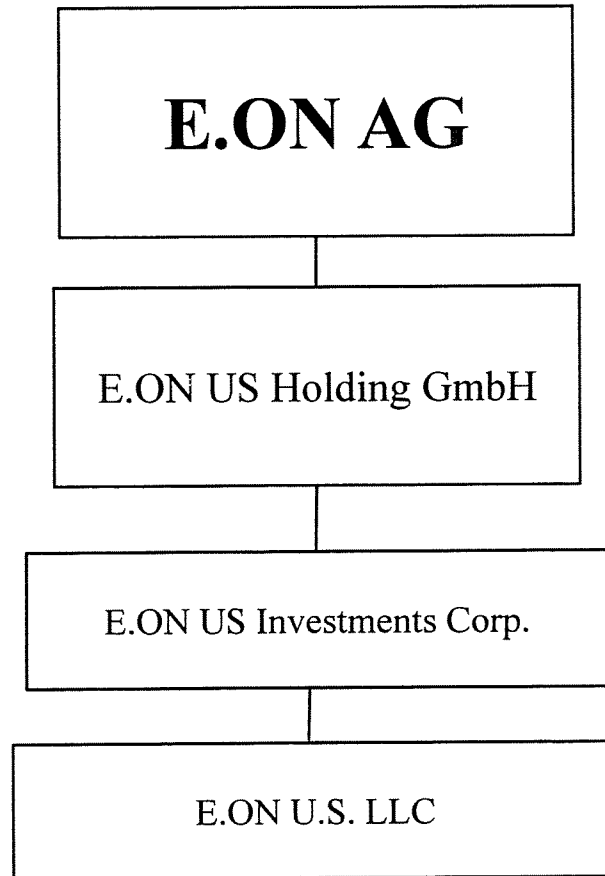 E.ON AG
E.ON US Holding GmbH
E.ON US Investments Corp.
E.ON U.S. LLC